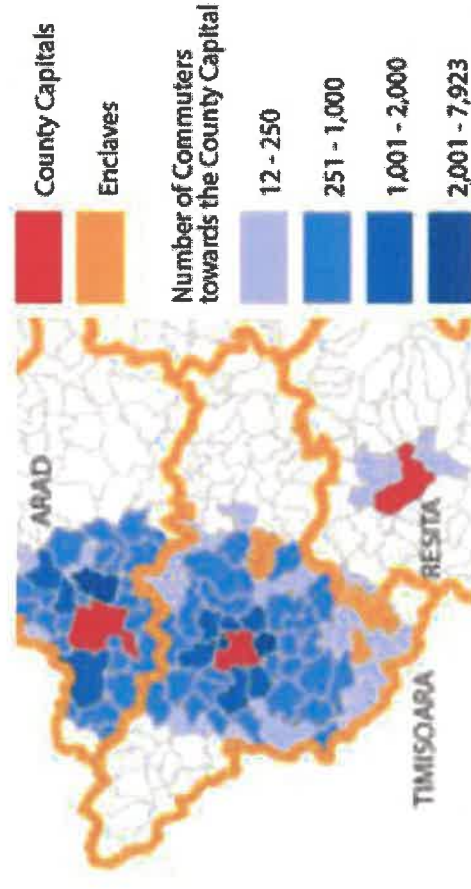 ARAD
TIMISOARA
RESITA
County Capitals
Enclaves
Number of Commuters
towards the County Capital
12 - 250
251 - 1,000
1,001 - 2,000
2,001 - 7,923